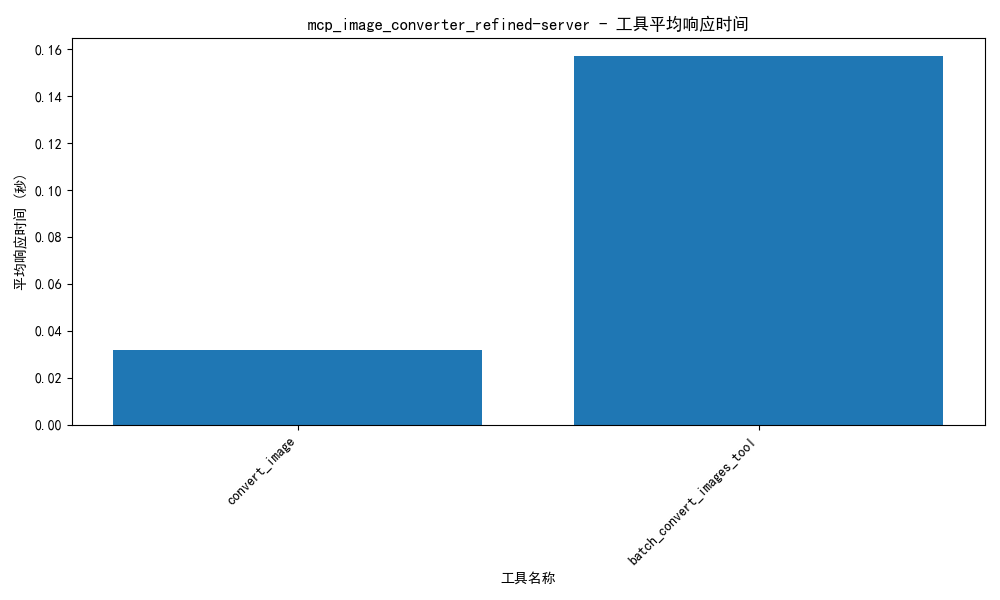 mcp_image_converter_refined-server - 工具平均响应时间
平均响应时间 (秒)
0.16
0.14
0.12
0.10
0.08
0.06
0.04
0.02
0.00
convert_image
batch_convert_images_tool
工具名称